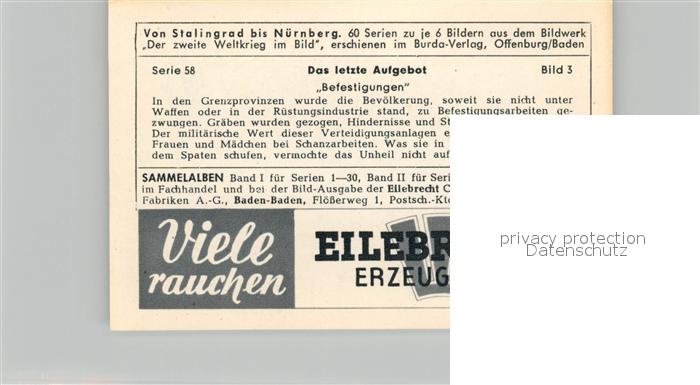 Von Stalingrad bis Nürnberg. 60 Serien zu je 6 Bildern aus dem Bildwerk
„Der zweite Weltkrieg im Bild", erschienen im Burda-Verlag, Offenburg/Baden
Serie 58 Das letzte Aufgebot Bild 3
„Befestigungen"
In den Grenzprovinzen wurde die Bevölkerung, soweit sie nicht unter
Waffen oder in der Rüstungsindustrie stand, zu Befestigungsarbeiten ge-
zwungen. Gräben wurden gezogen, Hindernisse und
Der militärische Wert dieser Verteidigungsanlagen
Frauen und Mädchen bei Schanzarbeiten. Was sie in
dem Spaten schufen, vermochte das Unheil nicht
SAMMELALBEN Band I für Serien 1—30, Band II für
im Fachhandel und bei der Bild-Ausgabe der Eilebrecht
Fabriken A.-G., Baden-Baden, Flößerweg 1,
Viele
rauchen
privacy protection
Datenschutz